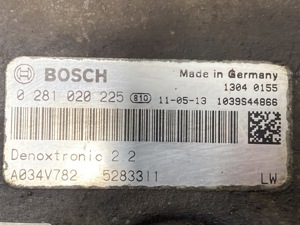 BOSCH
Made in Germany
1304 0155
0 281 020 225 810 11-05-13 1039S44866
Denoxtronic 2 2
A034V782 5283311 LW